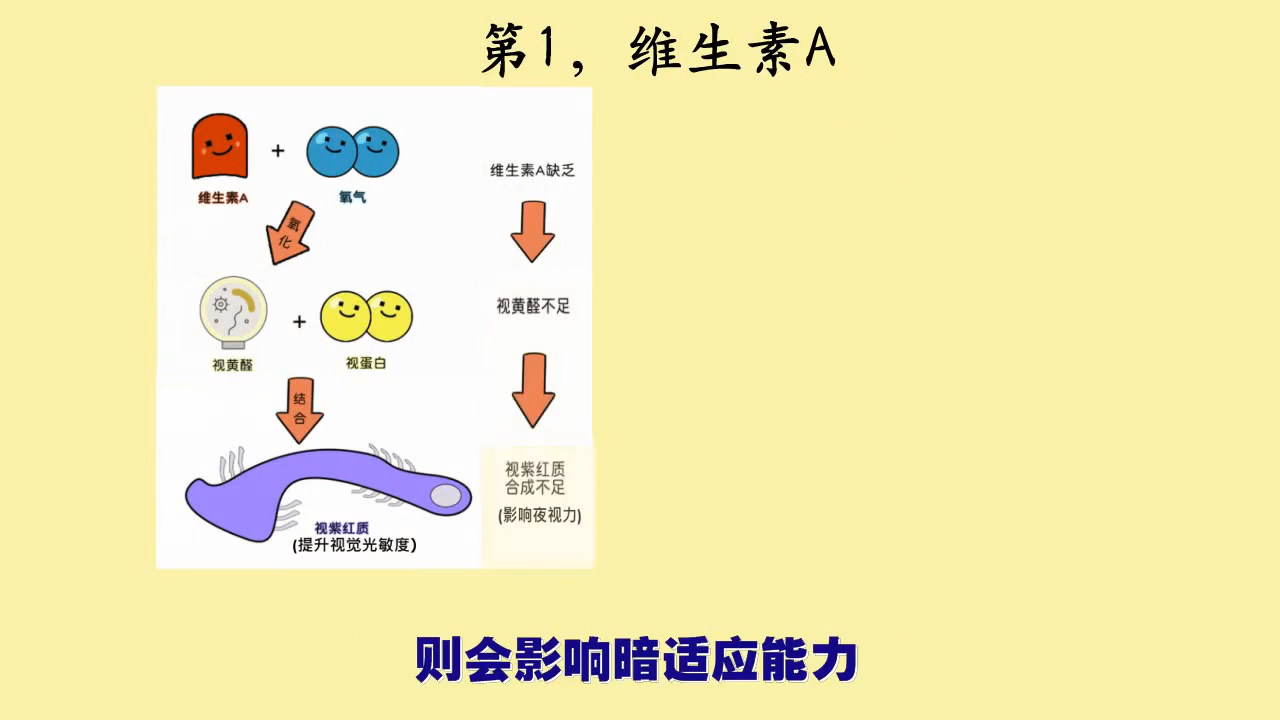 第1，维生素A
+
维生素A
氧气
氧
化
+
视黄醛
视蛋白
结
合
视紫红质
(提升视觉光敏度)
维生素A缺乏
视黄醛不足
视紫红质
合成不足
(影响夜视力)
则会影响暗适应能力